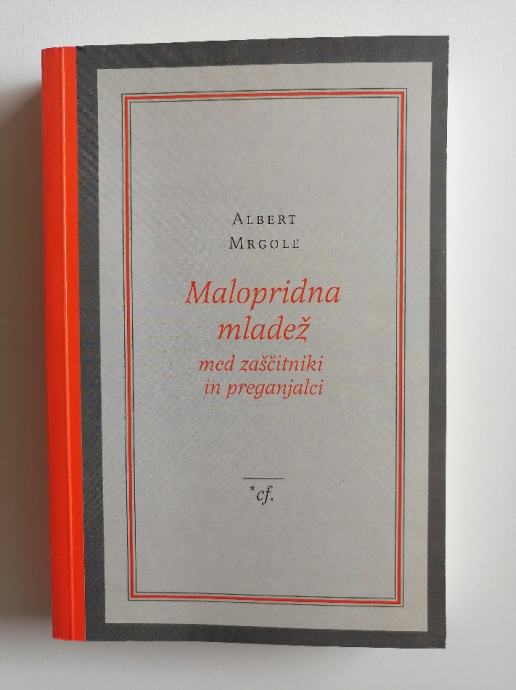 ALBERT
MRGOLE
Malopridna
mladež
med zaščitniki
in preganjalci
*cf.